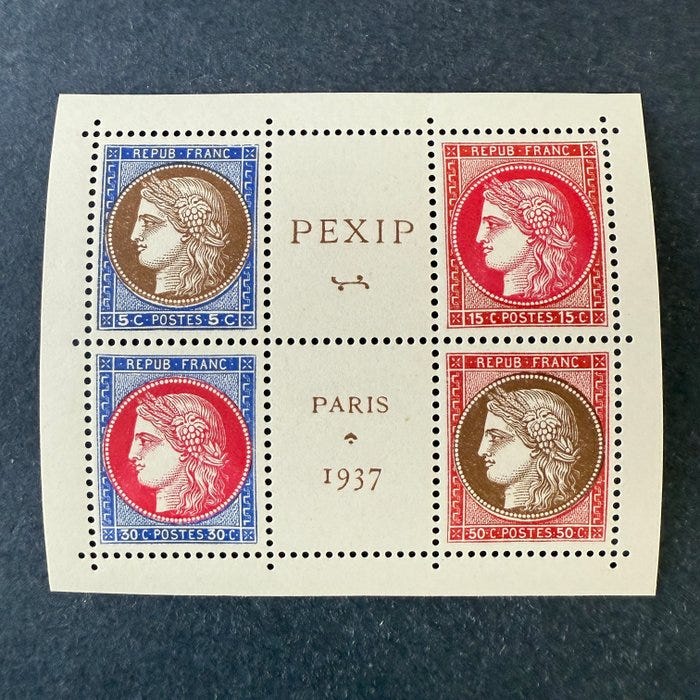 REPUB·FRANC·
5·C·POSTES·5·C·
PEXIP
REPUB·FRANC·
15·C·POSTES·15·C·
REPUB·FRANC·
30·C·POSTES·30·C·
PARIS
1937
REPUB·FRANC·
50·C·POSTES·50·C·